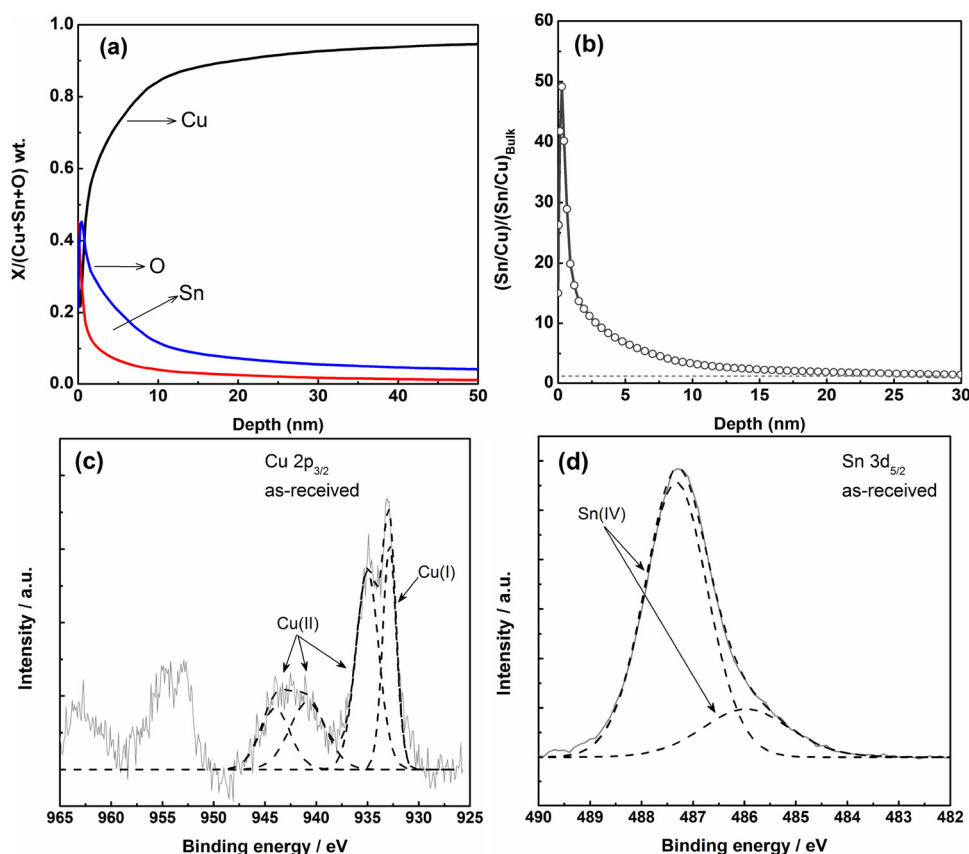 (a)
Cu
O
Sn
X/(Cu+Sn+O) wt.
1.0
0.8
0.6
0.4
0.2
0.0
0 10 20 30 40 50
Depth (nm)
(b)
(Sn/Cu)/(Sn/Cu)Bulk
60
50
40
30
20
10
0
0 5 10 15 20 25 30
Depth (nm)
(c)
Cu 2p3/2
as-received
Cu(I)
Cu(II)
Intensity / a.u.
965 960 955 950 945 940 935 930 925
Binding energy / eV
(d)
Sn 3d5/2
as-received
Sn(IV)
Intensity / a.u.
490 489 488 487 486 485 484 483 482
Binding energy / eV